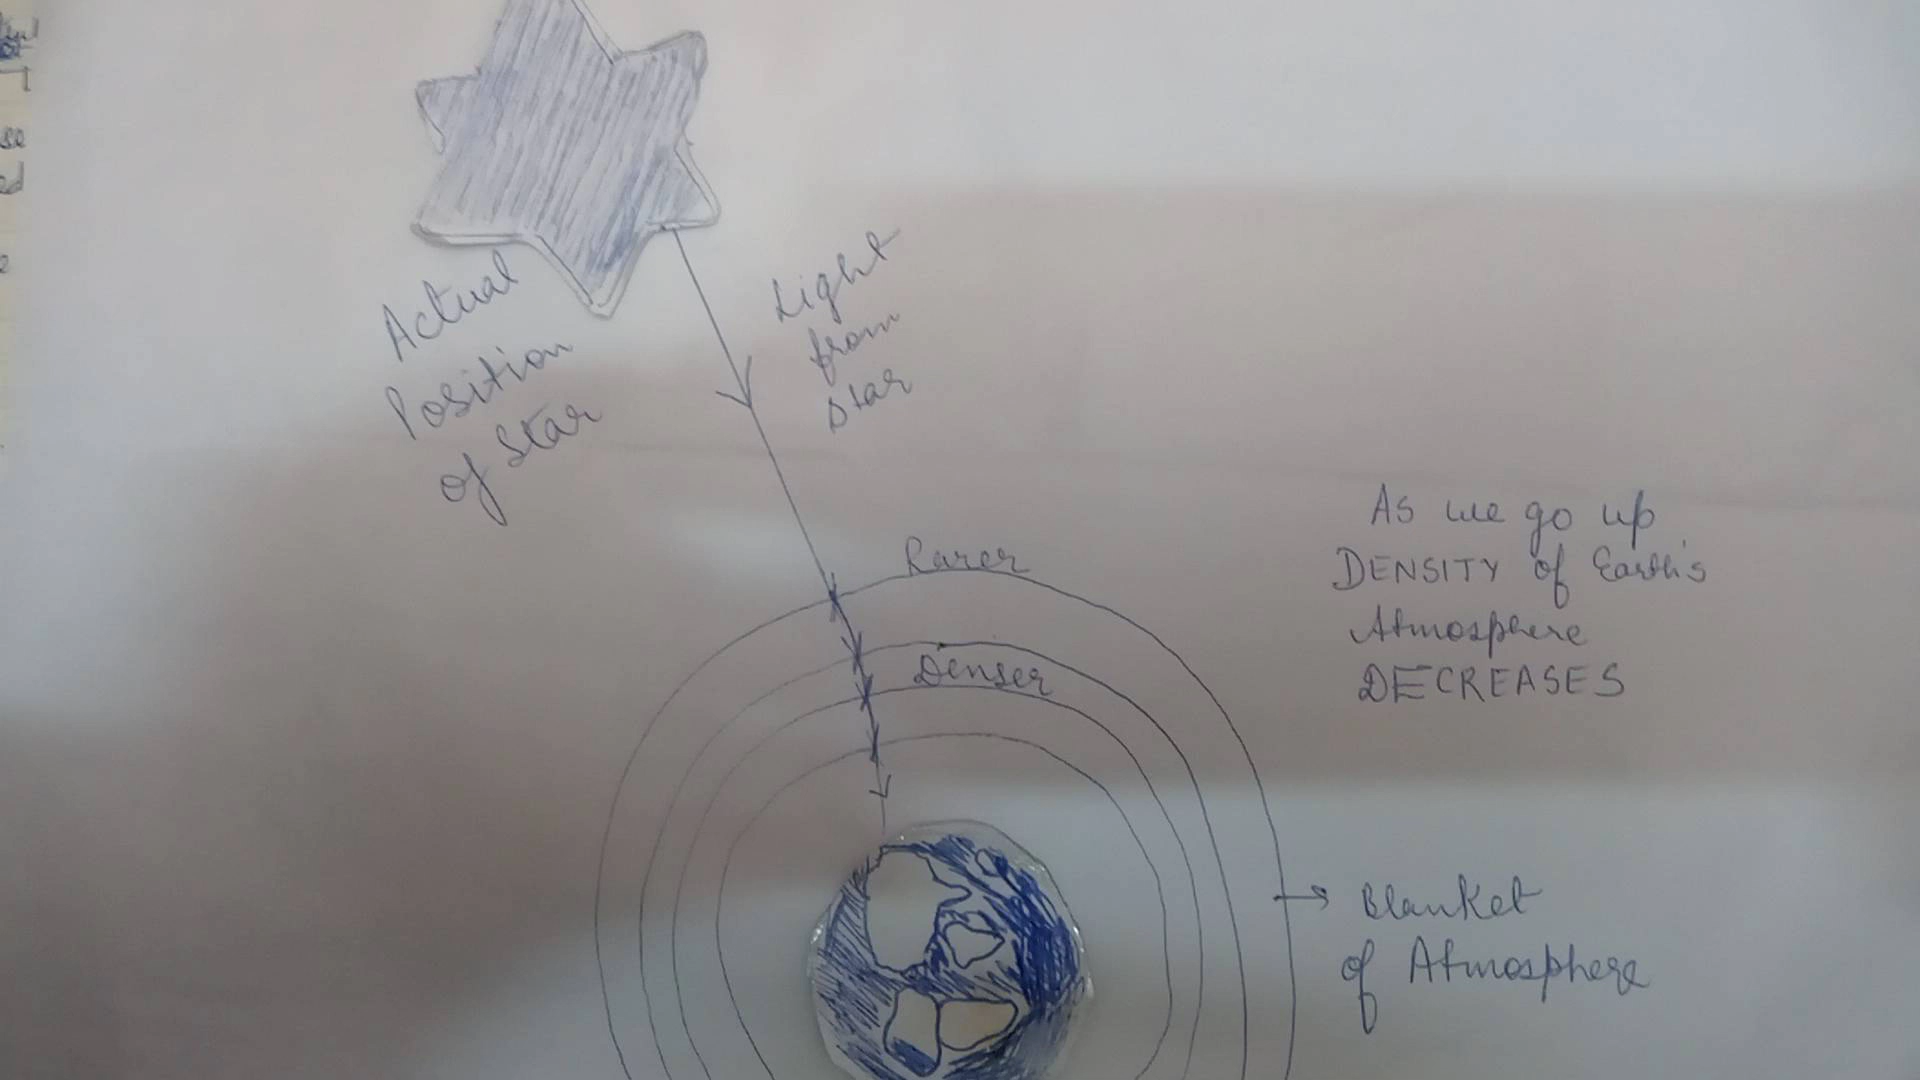 Actual
Position
of Star
Light
from
Star
Rarer
Denser
As we go up
DENSITY of Earth's
Atmosphere
DECREASES
Blanket
of Atmosphere